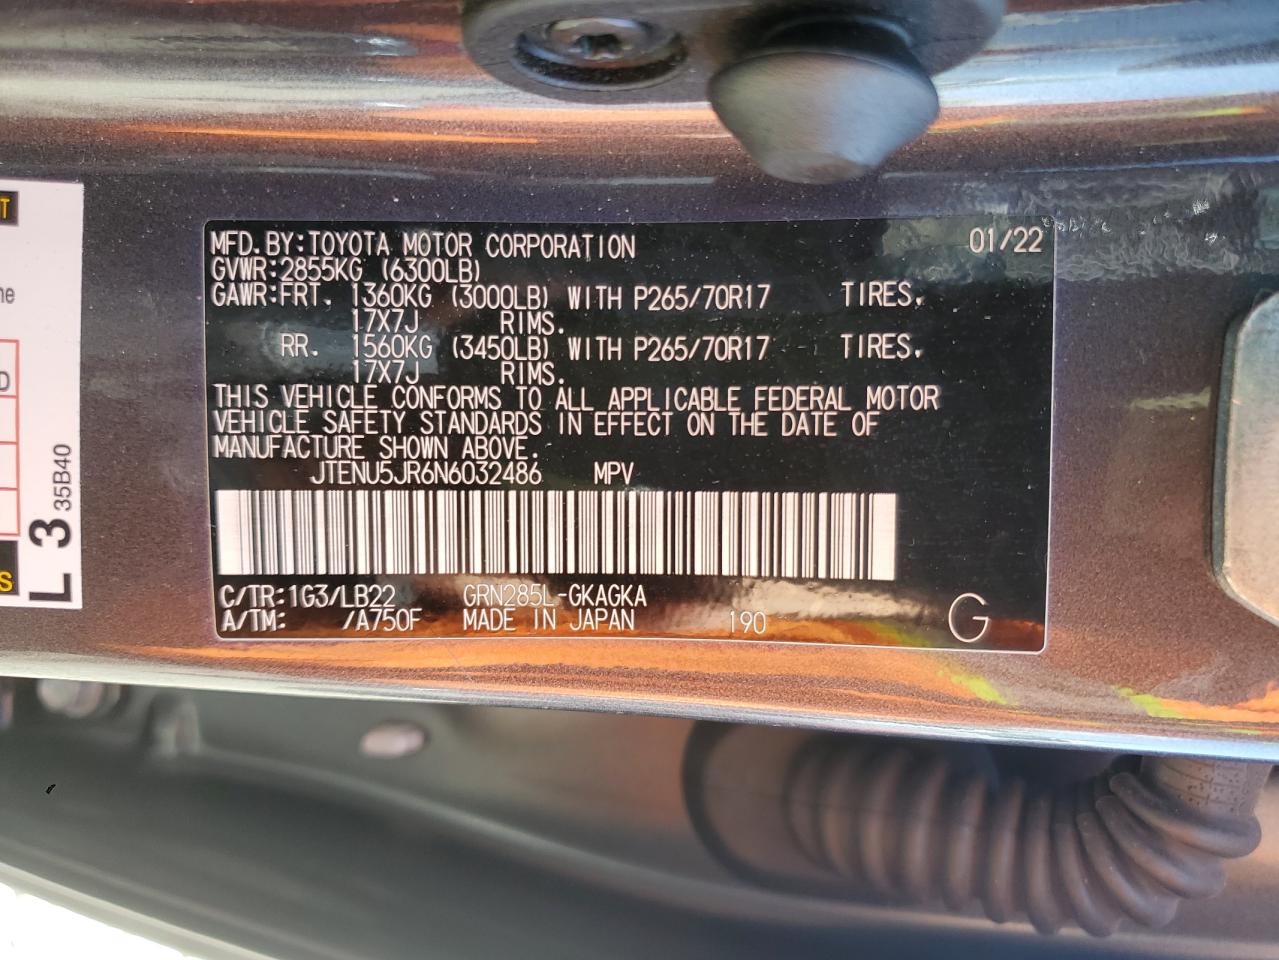 MFD.BY:TOYOTA MOTOR CORPORATION 01/22
GVWR:2855KG (6300LB)
GAWR:FRT. 1360KG (3000LB) WITH P265/70R17 TIRES,
17X7J RIMS.
RR. 1560KG (3450LB) WITH P265/70R17 TIRES,
17X7J RIMS.
THIS VEHICLE CONFORMS TO ALL APPLICABLE FEDERAL MOTOR
VEHICLE SAFETY STANDARDS IN EFFECT ON THE DATE OF
MANUFACTURE SHOWN ABOVE.
JTENU5JR6N6032486 MPV
C/TR:1G3/LB22 GRN285L-GKAGKA
A/TM: /A750F MADE IN JAPAN 190 G
L3
35B40